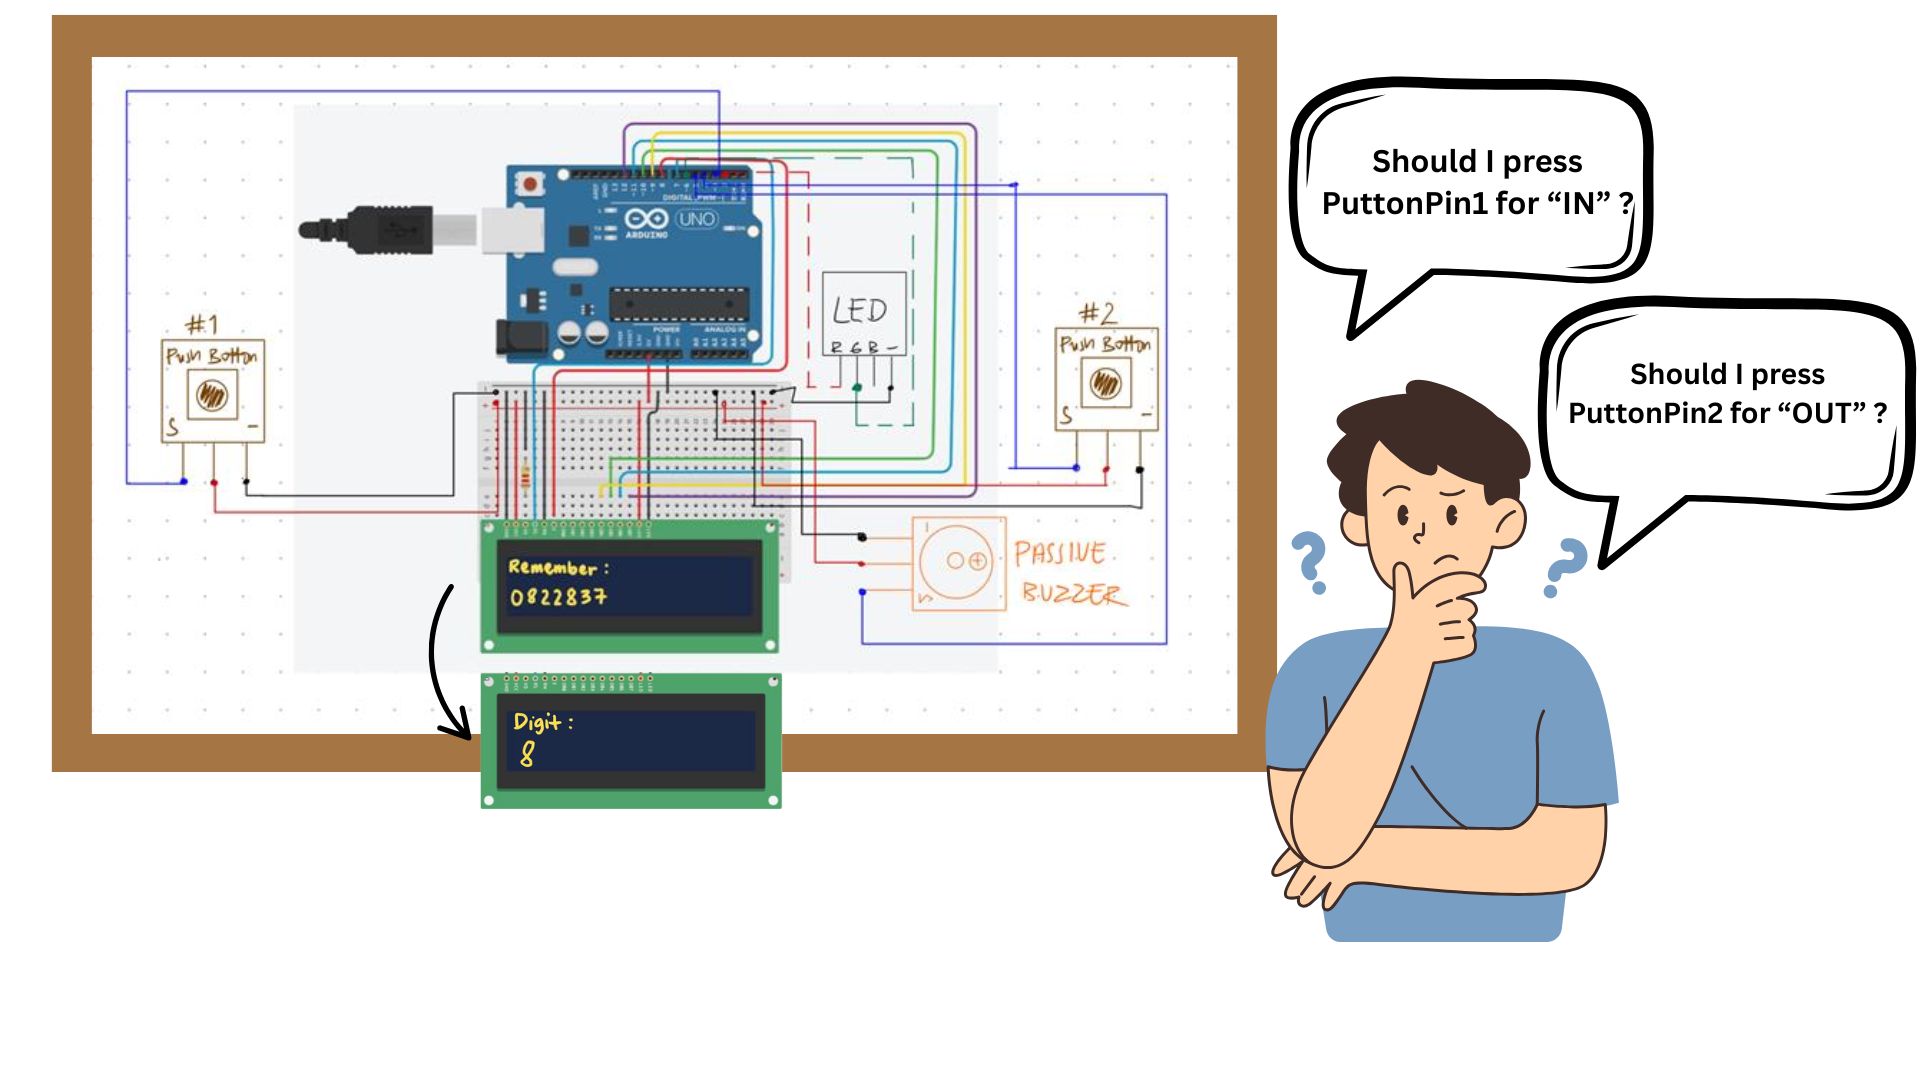 Should I press
PuttonPin1 for “IN” ?
Should I press
PuttonPin2 for “OUT” ?
DIGITAL (PWM~)
UNO
ARDUINO
POWER
ANALOG IN
LED
R G B -
#1
Push Botton
S -
#2
Push Botton
S -
PASSIVE
BUZZER
S
Remember :
0822837
Digit :
8